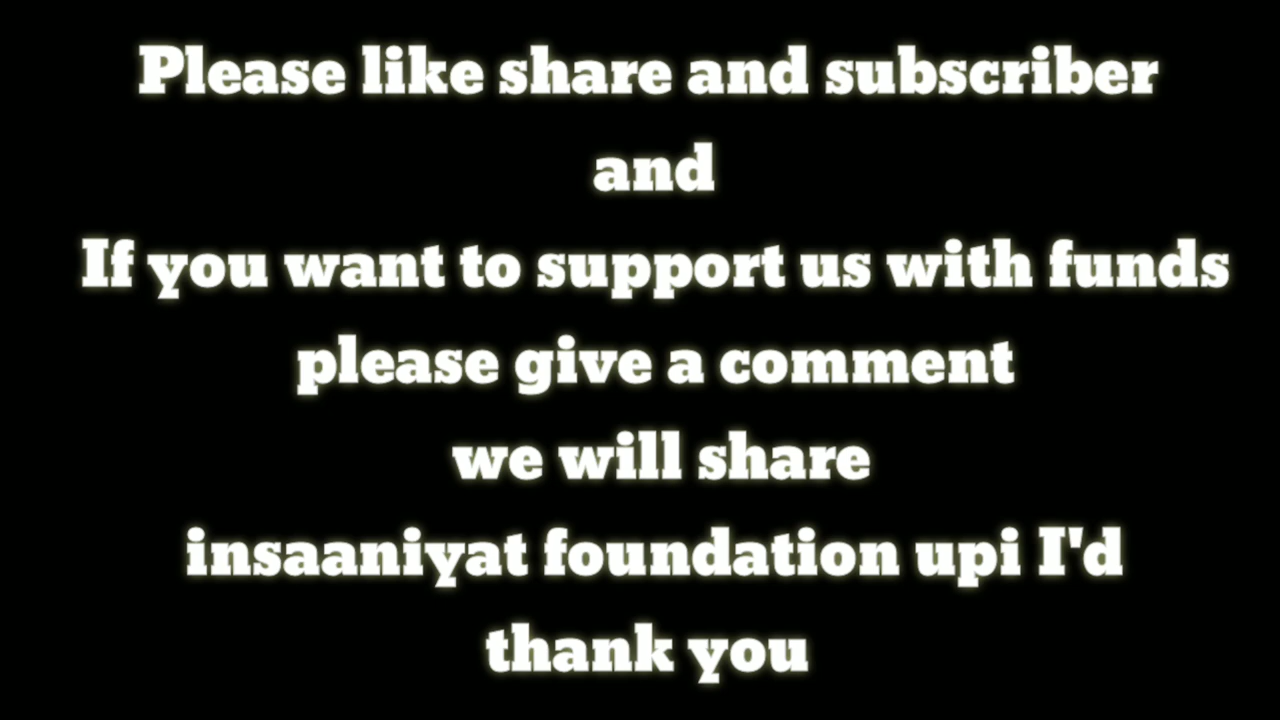 Please like share and subscriber
and
If you want to support us with funds
please give a comment
we will share
insaaniyat foundation upi I'd
thank you